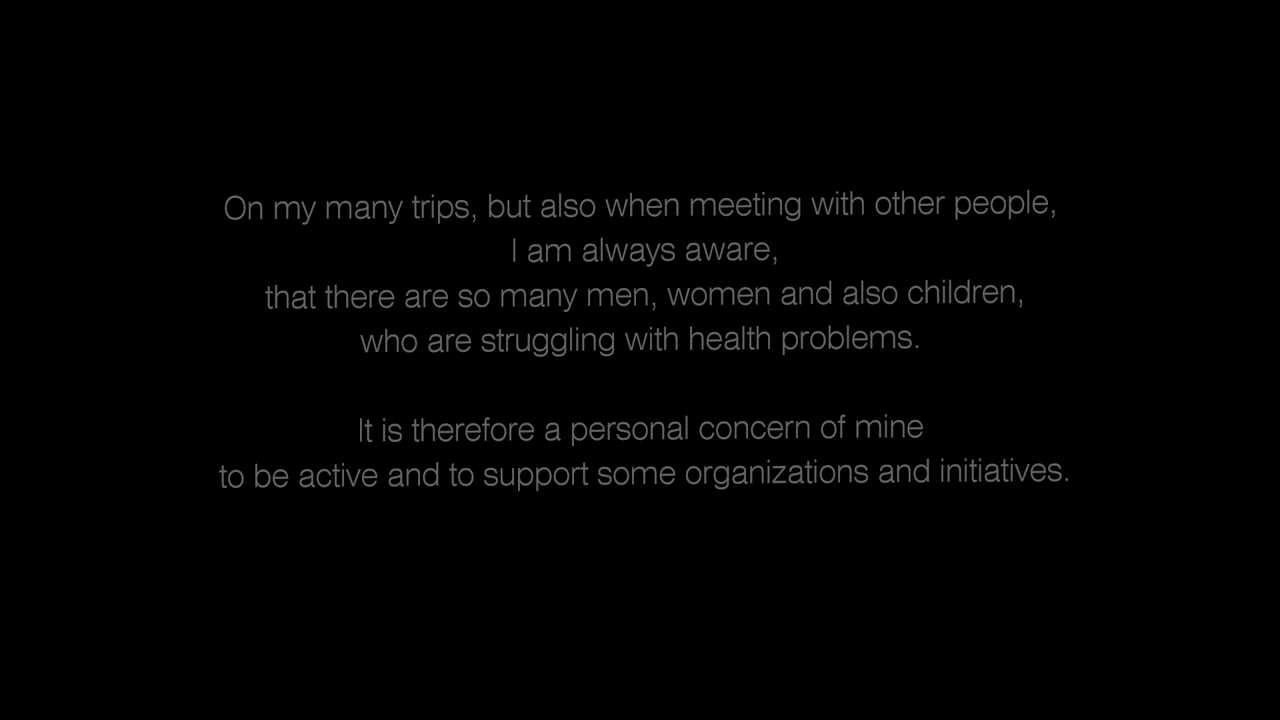 On my many trips, but also when meeting with other people,
I am always aware,
that there are so many men, women and also children,
who are struggling with health problems.
It is therefore a personal concern of mine
to be active and to support some organizations and initiatives.